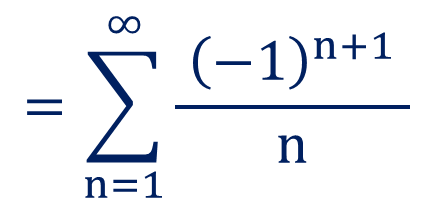 = ∞∑n=1 (−1)ⁿ⁺¹ / n